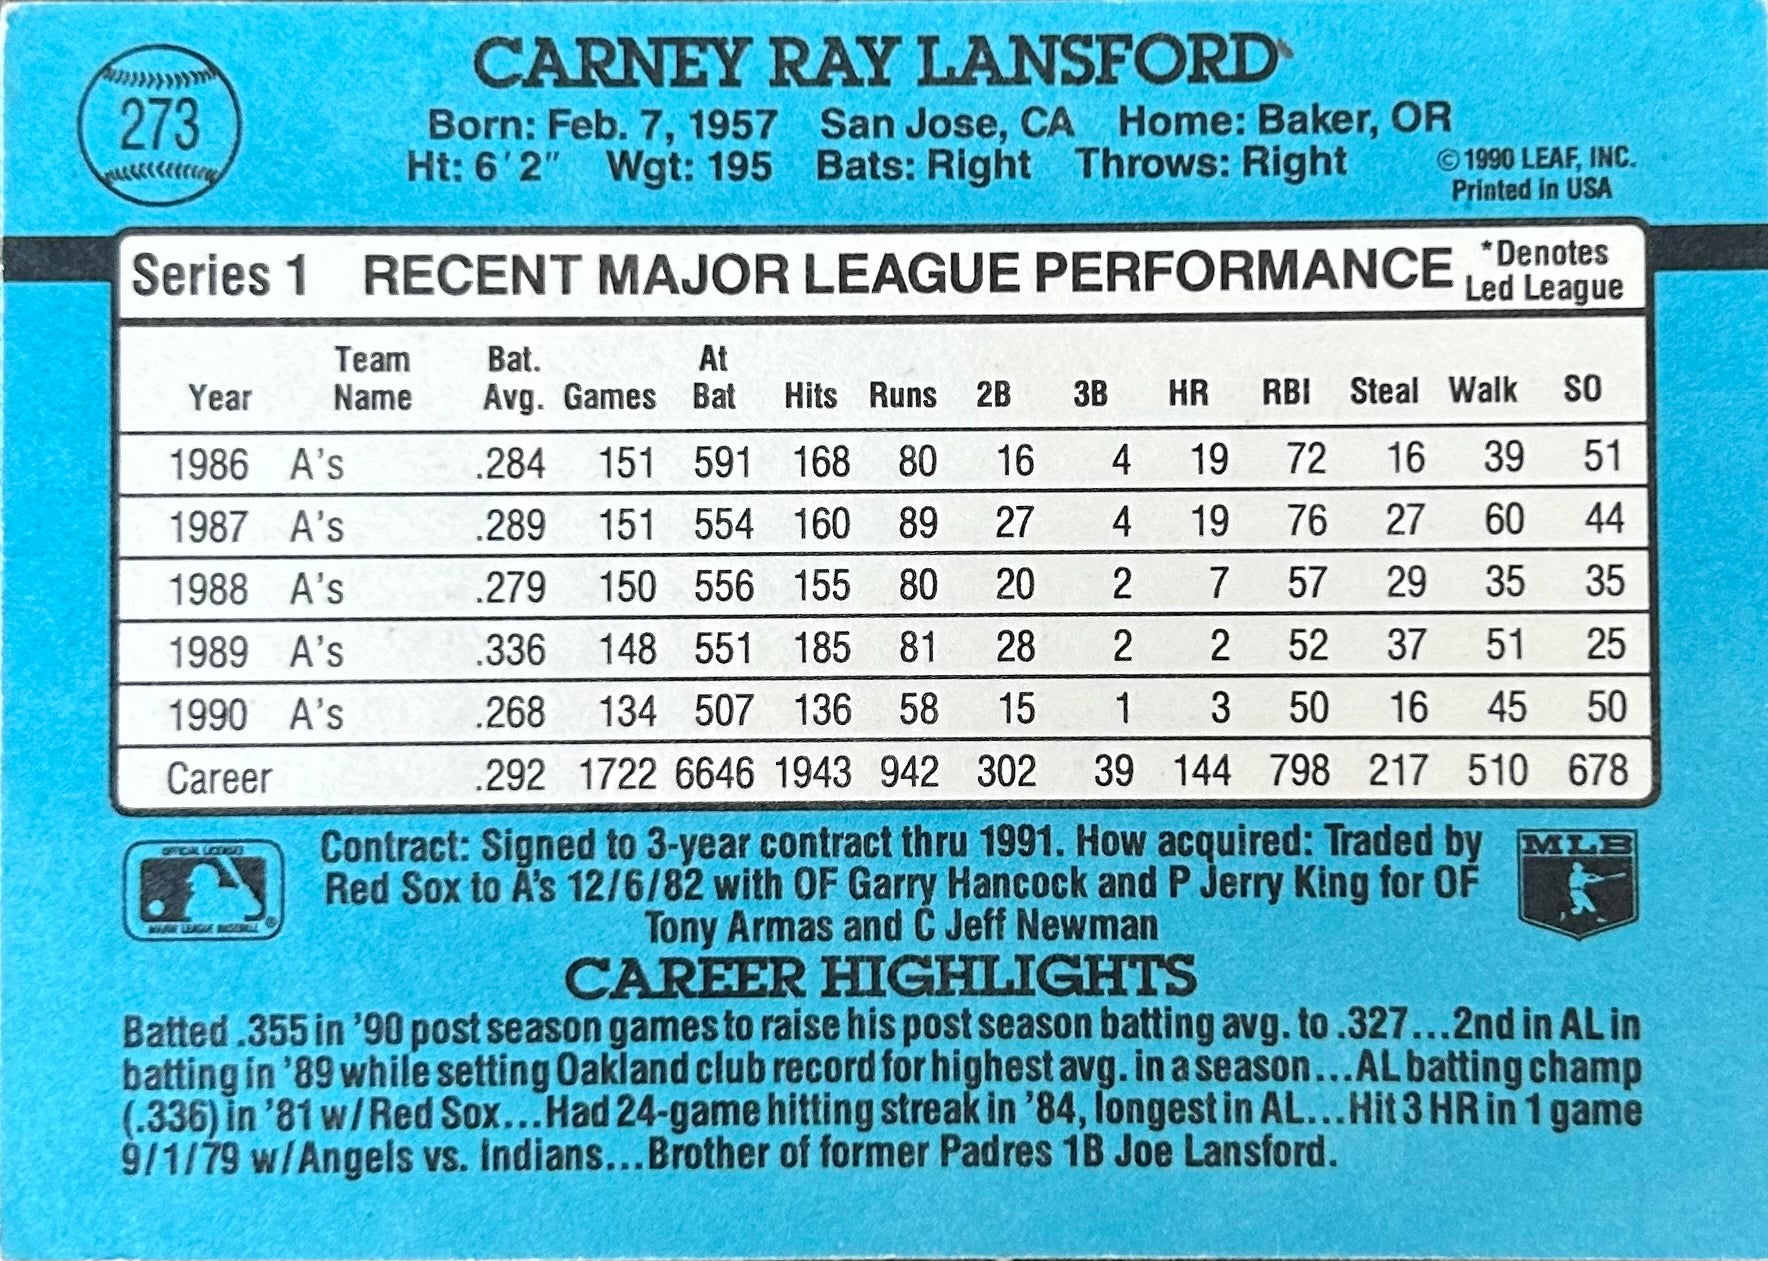 273
CARNEY RAY LANSFORD
Born: Feb. 7, 1957 San Jose, CA Home: Baker, OR
Ht: 6'2" Wgt: 195 Bats: Right Throws: Right
©1990 LEAF, INC.
Printed in USA
Series 1 RECENT MAJOR LEAGUE PERFORMANCE *Denotes Led League
Year Team Name Bat. Avg. Games At Bat Hits Runs 2B 3B HR RBI Steal Walk SO
1986 A's .284 151 591 168 80 16 4 19 72 16 39 51
1987 A's .289 151 554 160 89 27 4 19 76 27 60 44
1988 A's .279 150 556 155 80 20 2 7 57 29 35 35
1989 A's .336 148 551 185 81 28 2 2 52 37 51 25
1990 A's .268 134 507 136 58 15 1 3 50 16 45 50
Career .292 1722 6646 1943 942 302 39 144 798 217 510 678
OFFICIAL LICENSEE
MAJOR LEAGUE BASEBALL ®
Contract: Signed to 3-year contract thru 1991. How acquired: Traded by
Red Sox to A's 12/6/82 with OF Garry Hancock and P Jerry King for OF
Tony Armas and C Jeff Newman
MLB
CAREER HIGHLIGHTS
Batted .355 in '90 post season games to raise his post season batting avg. to .327...2nd in AL in
batting in '89 while setting Oakland club record for highest avg. in a season...AL batting champ
(.336) in '81 w/Red Sox...Had 24-game hitting streak in '84, longest in AL...Hit 3 HR in 1 game
9/1/79 w/Angels vs. Indians...Brother of former Padres 1B Joe Lansford.